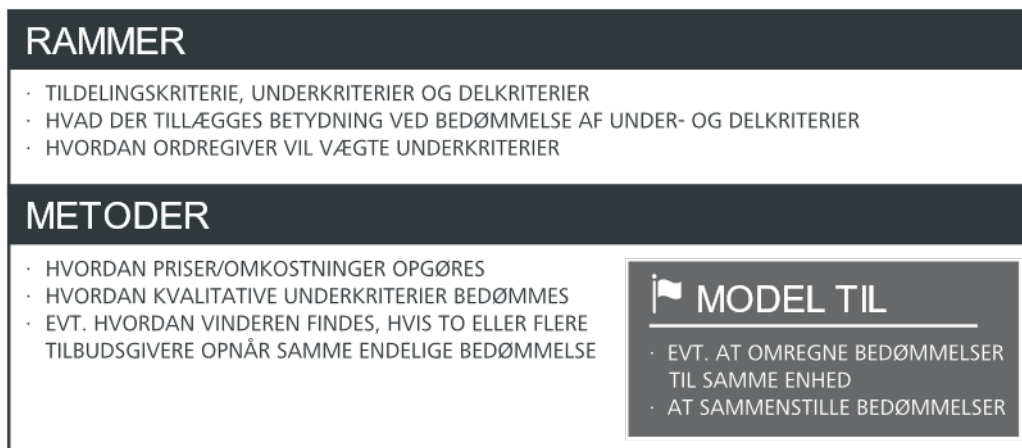 RAMMER
· TILDELINGSKRITERIE, UNDERKRITERIER OG DELKRITERIER
· HVAD DER TILLÆGGES BETYDNING VED BEDØMMELSE AF UNDER- OG DELKRITERIER
· HVORDAN ORDREGIVER VIL VÆGTE UNDERKRITERIER
METODER
· HVORDAN PRISER/OMKOSTNINGER OPGØRES
· HVORDAN KVALITATIVE UNDERKRITERIER BEDØMMES
· EVT. HVORDAN VINDEREN FINDES, HVIS TO ELLER FLERE
TILBUDSGIVERE OPNÅR SAMME ENDELIGE BEDØMMELSE
MODEL TIL
· EVT. AT OMREGNE BEDØMMELSER
TIL SAMME ENHED
· AT SAMMENSTILLE BEDØMMELSER